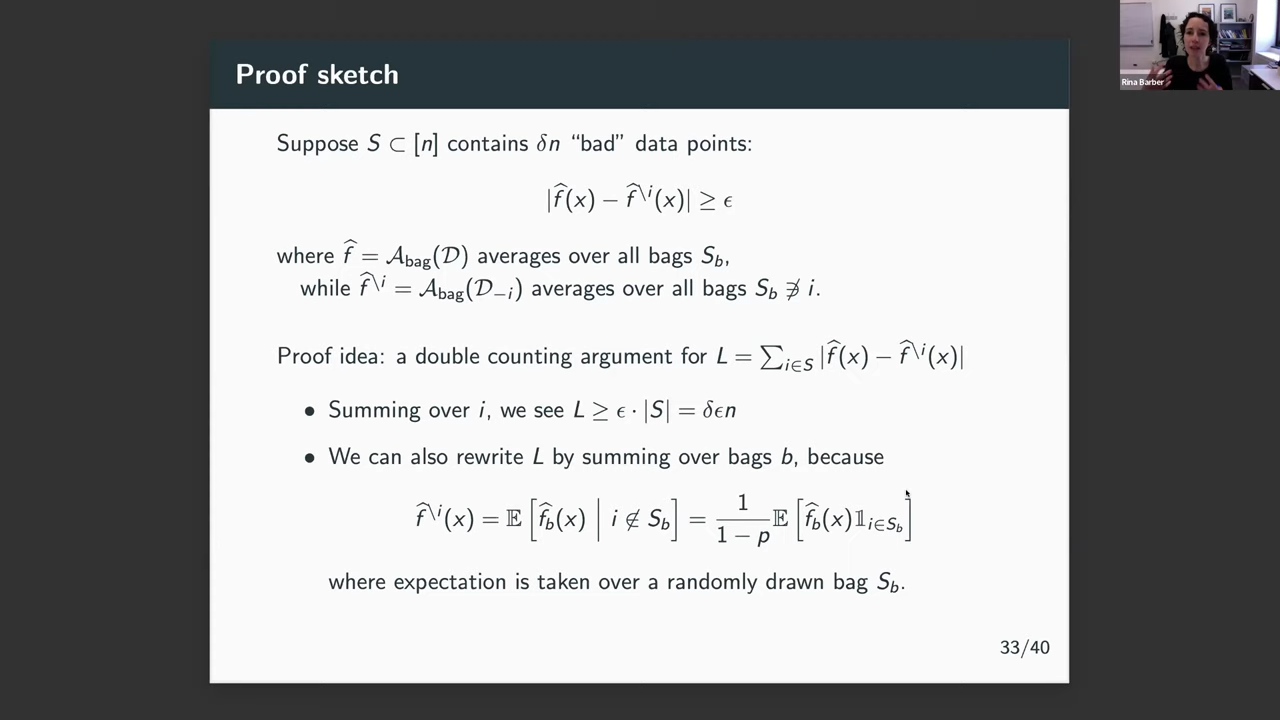 Rina Barber
Proof sketch
Suppose S ⊂ [n] contains δn “bad” data points:
|f̂(x) − f̂^{\i}(x)| ≥ ϵ
where f̂ = 𝒜_bag(𝒟) averages over all bags S_b,
while f̂^{\i} = 𝒜_bag(𝒟_{−i}) averages over all bags S_b ∌ i.
Proof idea: a double counting argument for L = ∑_{i∈S} |f̂(x) − f̂^{\i}(x)|
• Summing over i, we see L ≥ ϵ · |S| = δϵn
• We can also rewrite L by summing over bags b, because
f̂^{\i}(x) = 𝔼[f̂_b(x) | i ∉ S_b] = 1/(1 − p) 𝔼[f̂_b(x)𝟙_{i∈S_b}]
where expectation is taken over a randomly drawn bag S_b.
33/40